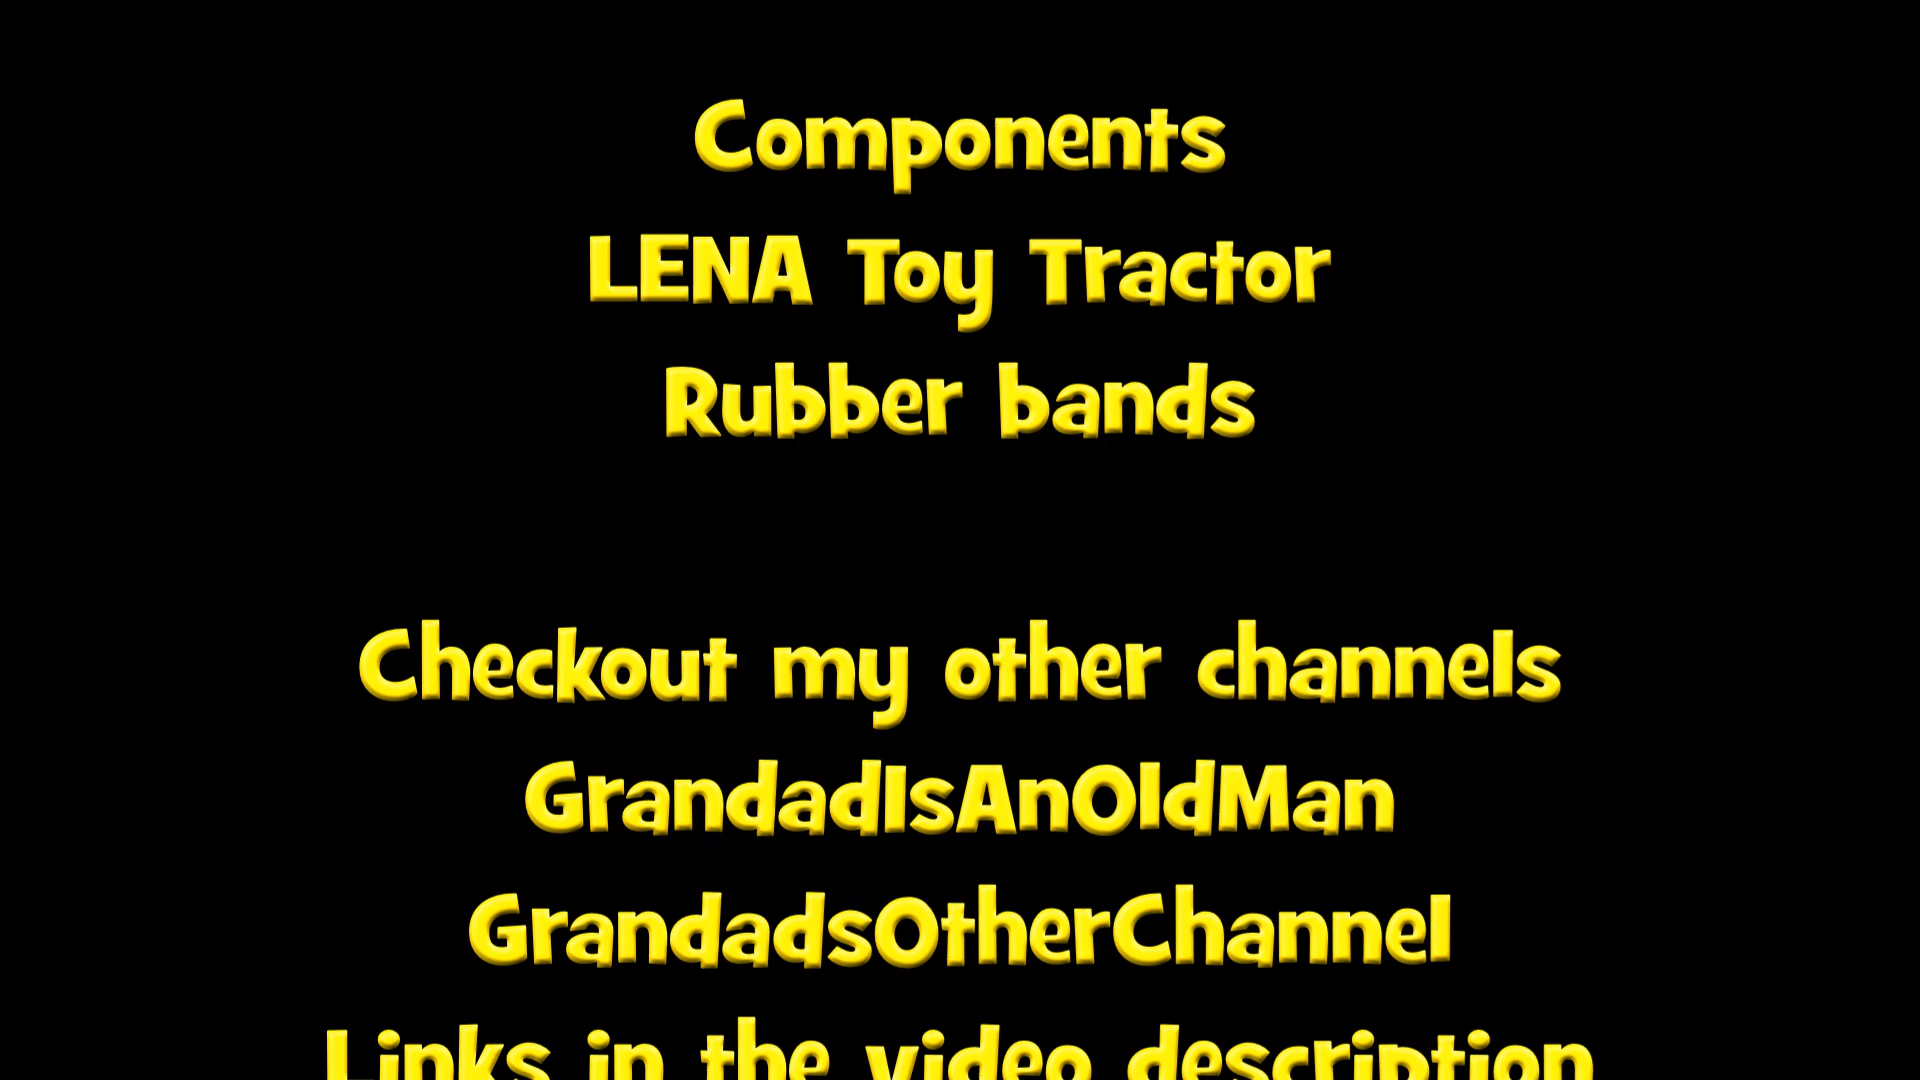 Components
LENA Toy Tractor
Rubber bands
Checkout my other channels
GrandadIsAnOldMan
GrandadsOtherChannel
Links in the video description